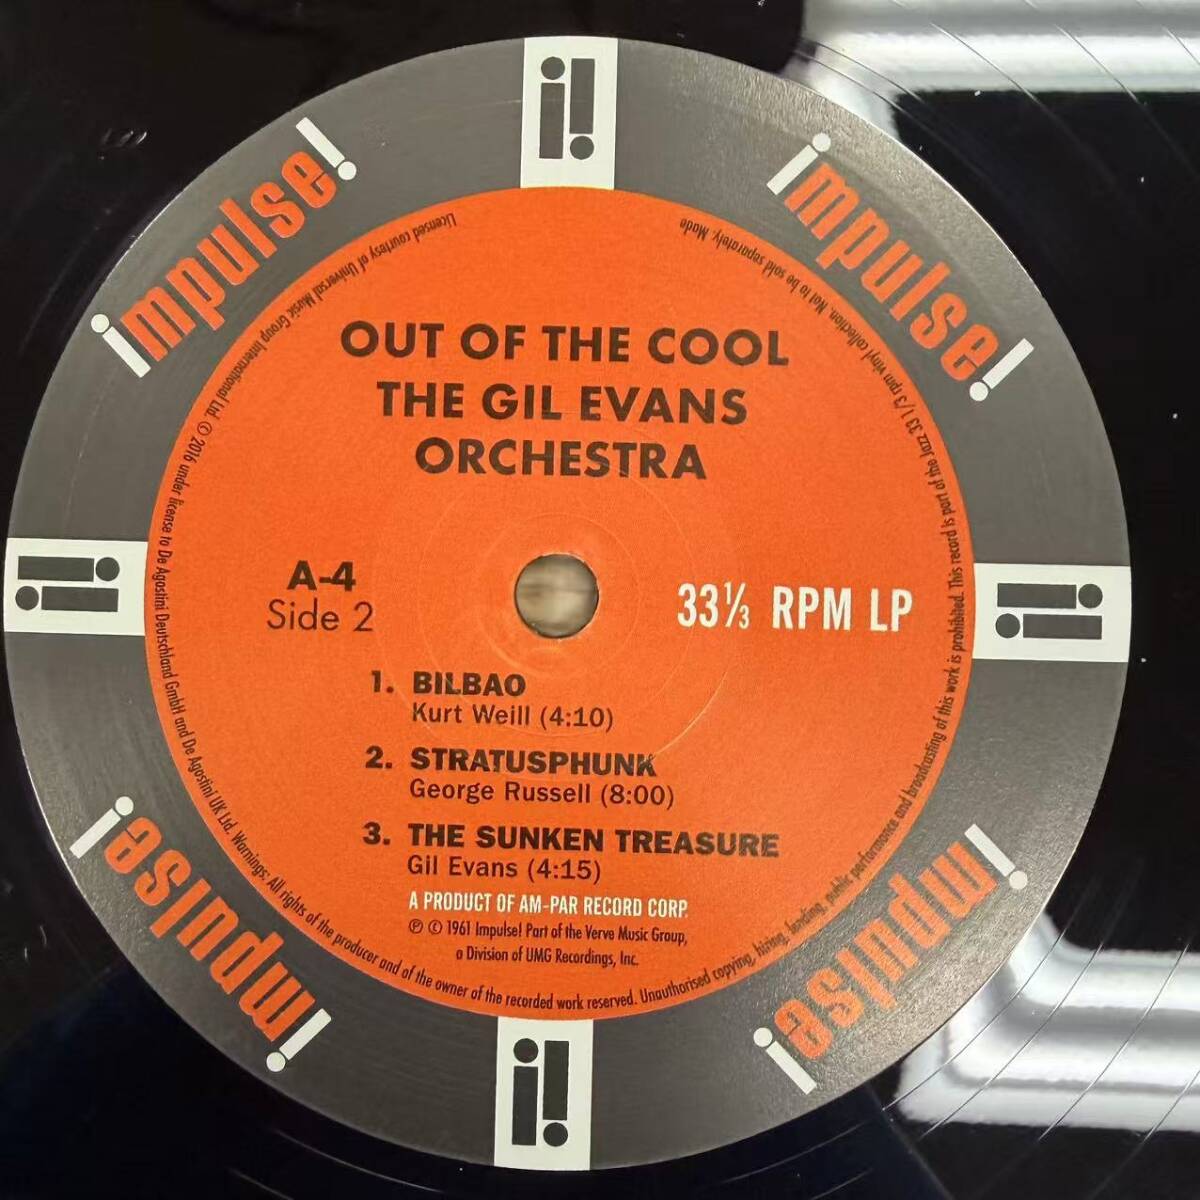 impulse!
impulse!
OUT OF THE COOL
THE GIL EVANS
ORCHESTRA
A-4
Side 2
33⅓ RPM LP
1. BILBAO
Kurt Weill (4:10)
2. STRATUSPHUNK
George Russell (8:00)
3. THE SUNKEN TREASURE
Gil Evans (4:15)
A PRODUCT OF AM-PAR RECORD CORP.
℗ © 1961 Impulse! Part of the Verve Music Group,
a Division of UMG Recordings, Inc.
Licensed courtesy of Universal Music Group International Ltd. © 2016 under license to De Agostini Deutschland GmbH and De Agostini UK Ltd. Warnings: All rights of the producer and of the owner of the recorded work reserved. Unauthorised copying, hiring, lending, public performance and broadcasting of this work is prohibited. This record is part of the Jazz 33 1/3 rpm vinyl collection. Not to be sold separately. Made
impulse!
impulse!